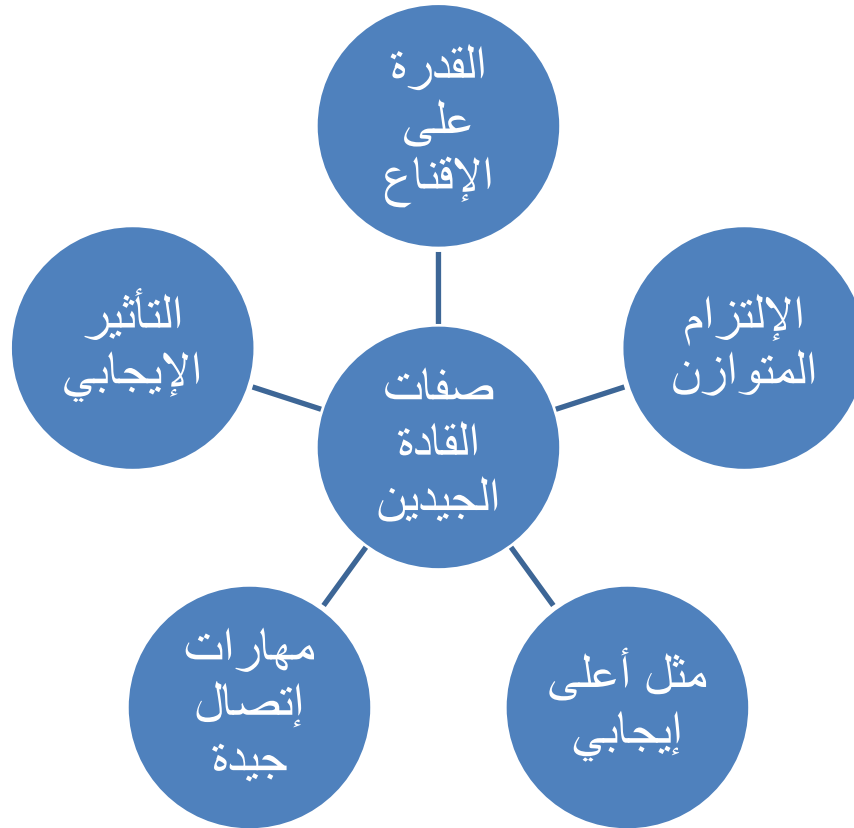 القدرة
على
الإقناع
الإلتزام
المتوازن
مثل أعلى
إيجابي
مهارات
إتصال
جيدة
التأثير
الإيجابي
صفات
القادة
الجيدين